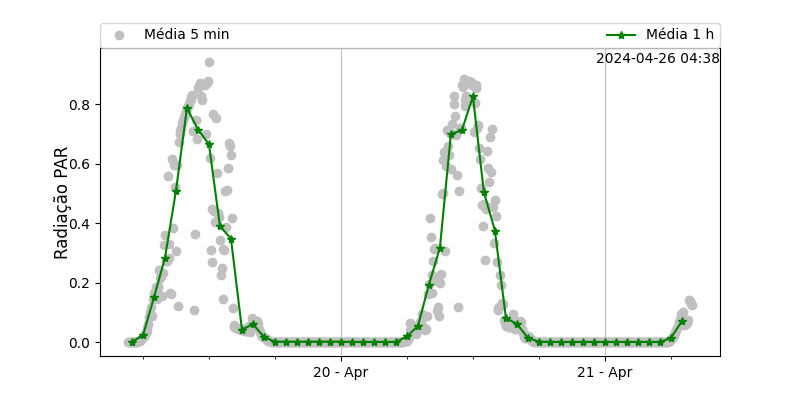 Média 5 min
Média 1 h
2024-04-26 04:38
Radiação PAR
0.8
0.6
0.4
0.2
0.0
20 - Apr
21 - Apr